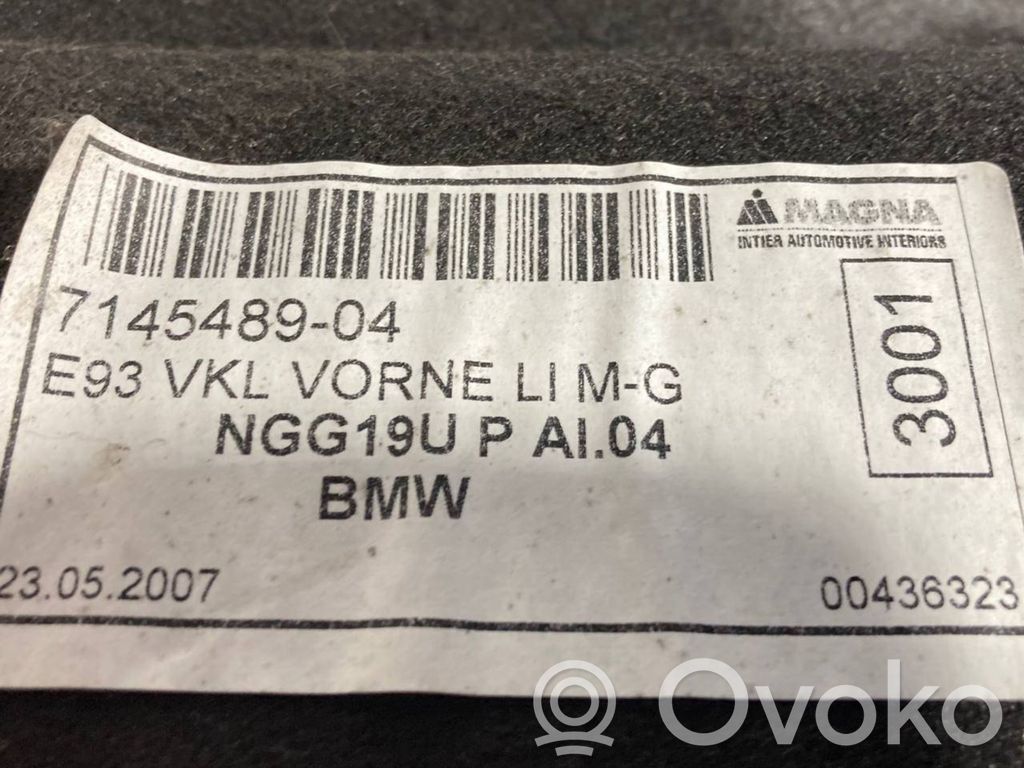 MAGNA
INTIER AUTOMOTIVE INTERIORS
7145489-04
E93 VKL VORNE LI M-G
NGG19U P AI.04
BMW
3001
23.05.2007
00436323
Ovoko